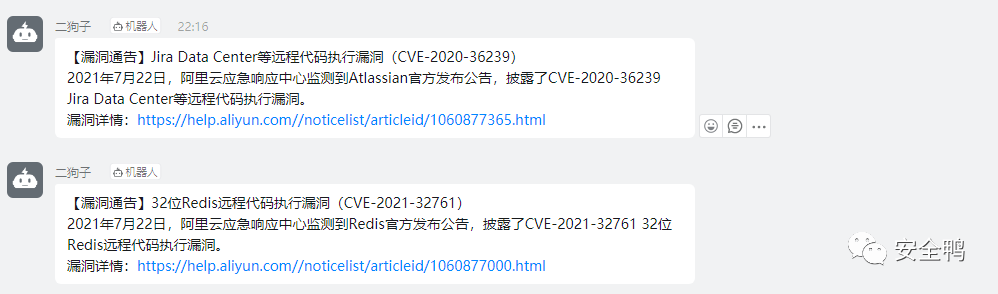 二狗子 机器人 22:16
【漏洞通告】Jira Data Center等远程代码执行漏洞（CVE-2020-36239）
2021年7月22日，阿里云应急响应中心监测到Atlassian官方发布公告，披露了CVE-2020-36239
Jira Data Center等远程代码执行漏洞。
漏洞详情：https://help.aliyun.com//noticelist/articleid/1060877365.html
二狗子 机器人
【漏洞通告】32位Redis远程代码执行漏洞（CVE-2021-32761）
2021年7月22日，阿里云应急响应中心监测到Redis官方发布公告，披露了CVE-2021-32761 32位
Redis远程代码执行漏洞。
漏洞详情：https://help.aliyun.com//noticelist/articleid/1060877000.html
安全鸭